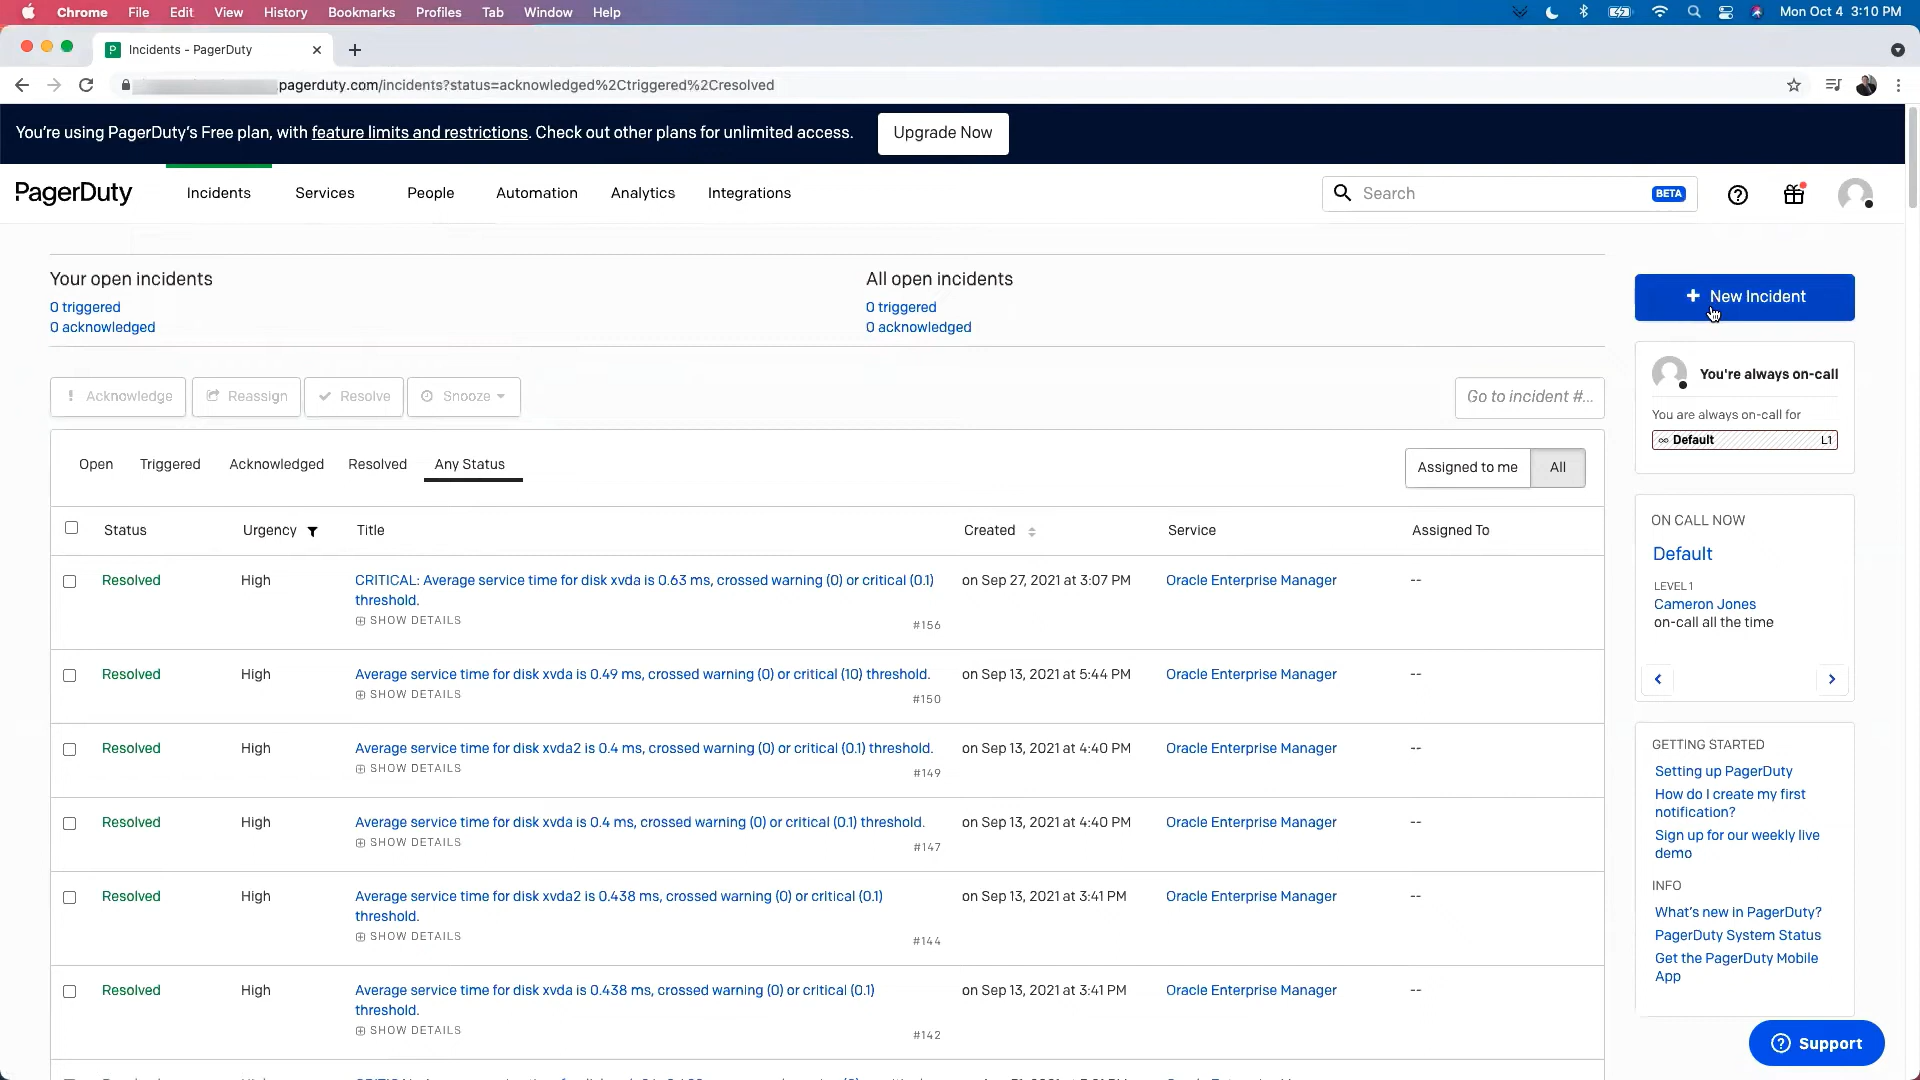 Chrome File Edit View History Bookmarks Profiles Tab Window Help Mon Oct 4 3:10 PM
Incidents - PagerDuty
pagerduty.com/incidents?status=acknowledged%2Ctriggered%2Cresolved
You're using PagerDuty's Free plan, with feature limits and restrictions. Check out other plans for unlimited access. Upgrade Now
PagerDuty Incidents Services People Automation Analytics Integrations Search BETA
Your open incidents
0 triggered
0 acknowledged
All open incidents
0 triggered
0 acknowledged
+ New Incident
You're always on-call
You are always on-call for
Default L1
Acknowledge Reassign Resolve Snooze Go to incident #...
Open Triggered Acknowledged Resolved Any Status Assigned to me All
Status Urgency Title Created Service Assigned To
Resolved High CRITICAL: Average service time for disk xvda is 0.63 ms, crossed warning (0) or critical (0.1) on Sep 27, 2021 at 3:07 PM Oracle Enterprise Manager --
threshold.
SHOW DETAILS
#156
Resolved High Average service time for disk xvda is 0.49 ms, crossed warning (0) or critical (10) threshold. on Sep 13, 2021 at 5:44 PM Oracle Enterprise Manager --
SHOW DETAILS
#150
Resolved High Average service time for disk xvda2 is 0.4 ms, crossed warning (0) or critical (0.1) threshold. on Sep 13, 2021 at 4:40 PM Oracle Enterprise Manager --
SHOW DETAILS
#149
Resolved High Average service time for disk xvda is 0.4 ms, crossed warning (0) or critical (0.1) threshold. on Sep 13, 2021 at 4:40 PM Oracle Enterprise Manager --
SHOW DETAILS
#147
Resolved High Average service time for disk xvda2 is 0.438 ms, crossed warning (0) or critical (0.1) on Sep 13, 2021 at 3:41 PM Oracle Enterprise Manager --
threshold.
SHOW DETAILS
#144
Resolved High Average service time for disk xvda is 0.438 ms, crossed warning (0) or critical (0.1) on Sep 13, 2021 at 3:41 PM Oracle Enterprise Manager --
threshold.
SHOW DETAILS
#142
ON CALL NOW
Default
LEVEL 1
Cameron Jones
on-call all the time
GETTING STARTED
Setting up PagerDuty
How do I create my first
notification?
Sign up for our weekly live
demo
INFO
What's new in PagerDuty?
PagerDuty System Status
Get the PagerDuty Mobile
App
Support